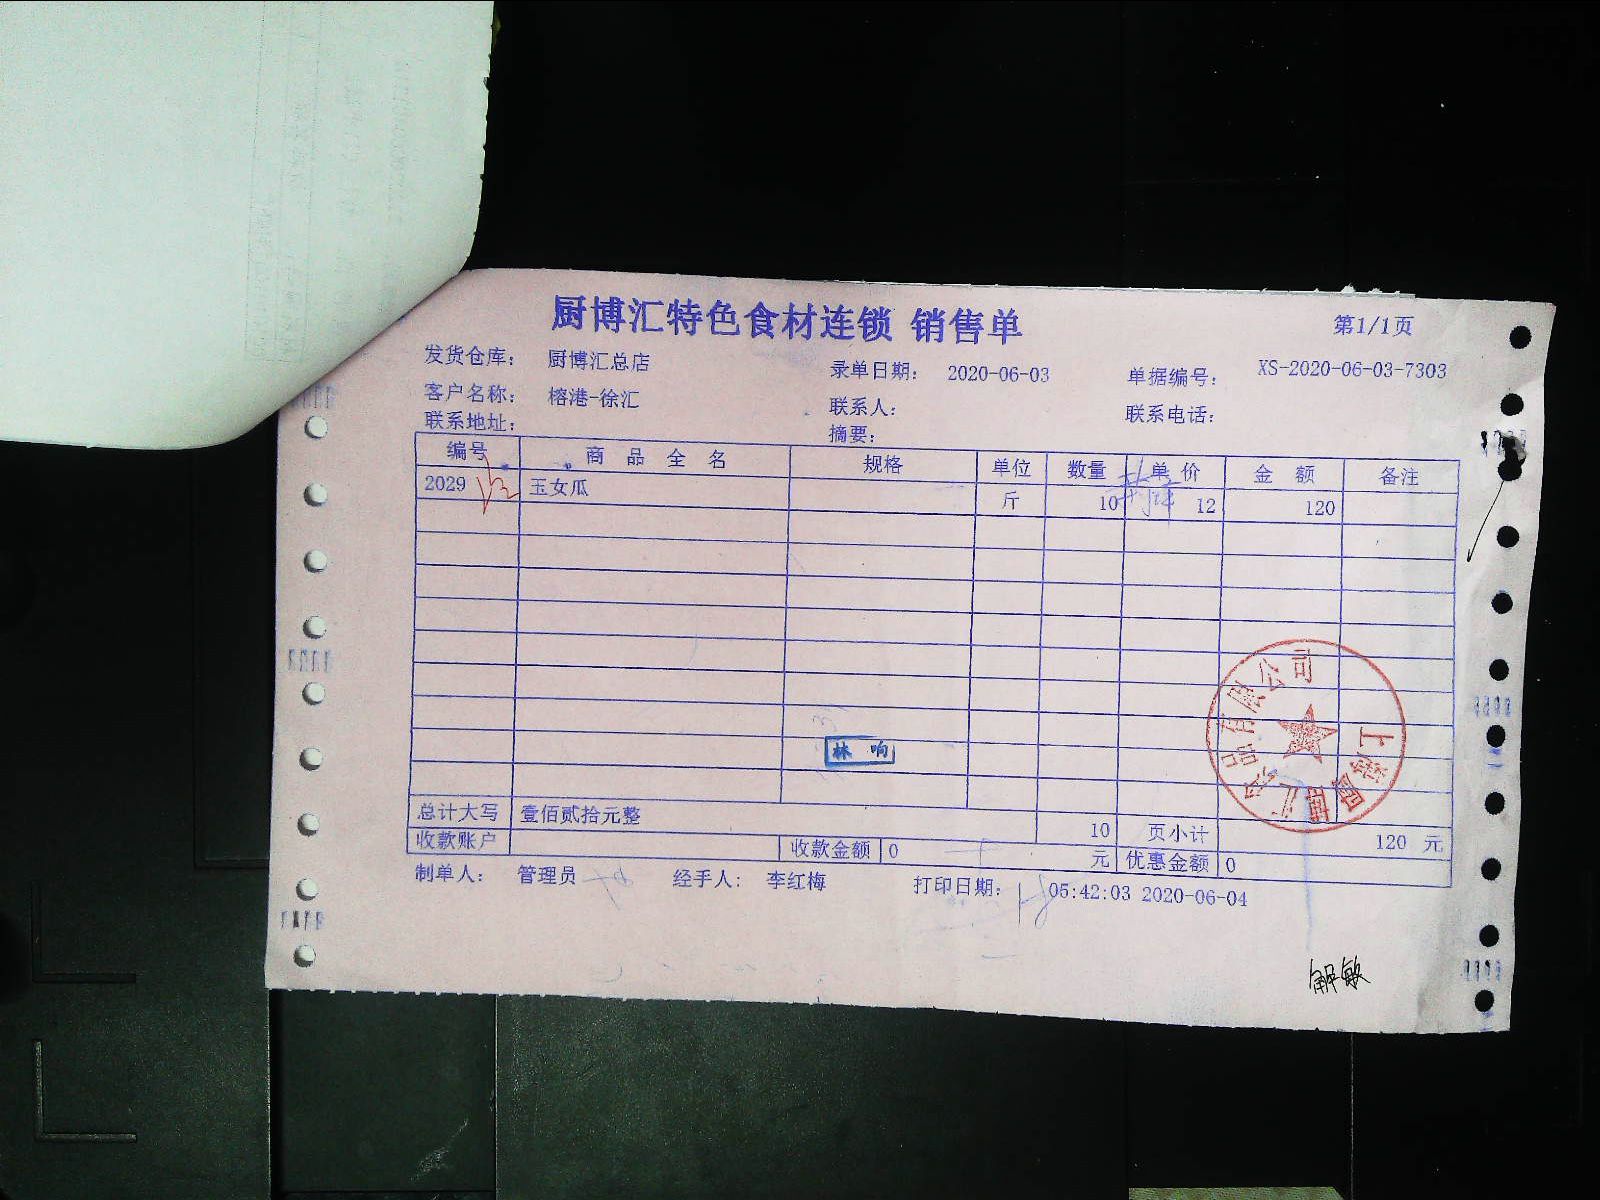 厨博汇特色食材连锁 销售单
第1/1页
发货仓库： 厨博汇总店 录单日期： 2020-06-03 单据编号： XS-2020-06-03-7303
客户名称： 榕港-徐汇 联系人： 联系电话：
联系地址： 摘要：
编号 商品全名 规格 单位 数量 单价 金额 备注
2029 玉女瓜 斤 10 12 120
林响
总计大写 壹佰贰拾元整 10 页小计 120 元
收款账户 收款金额 0 元 优惠金额 0
制单人： 管理员 经手人： 李红梅 打印日期： 05:42:03 2020-06-04
解敏